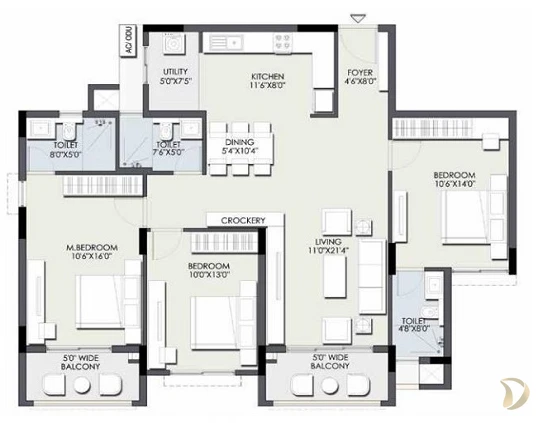 AC/ ODU
UTILITY
5'0"X7'5"
KITCHEN
11'6"X8'0"
FOYER
4'6"X8'0"
TOILET
8'0"X5'0"
TOILET
7'6"X5'0"
DINING
5'4"X10'4"
BEDROOM
10'6"X14'0"
CROCKERY
M.BEDROOM
10'6"X16'0"
BEDROOM
10'0"X13'0"
LIVING
11'0"X21'4"
TOILET
4'8"X8'0"
5'0" WIDE
BALCONY
5'0" WIDE
BALCONY